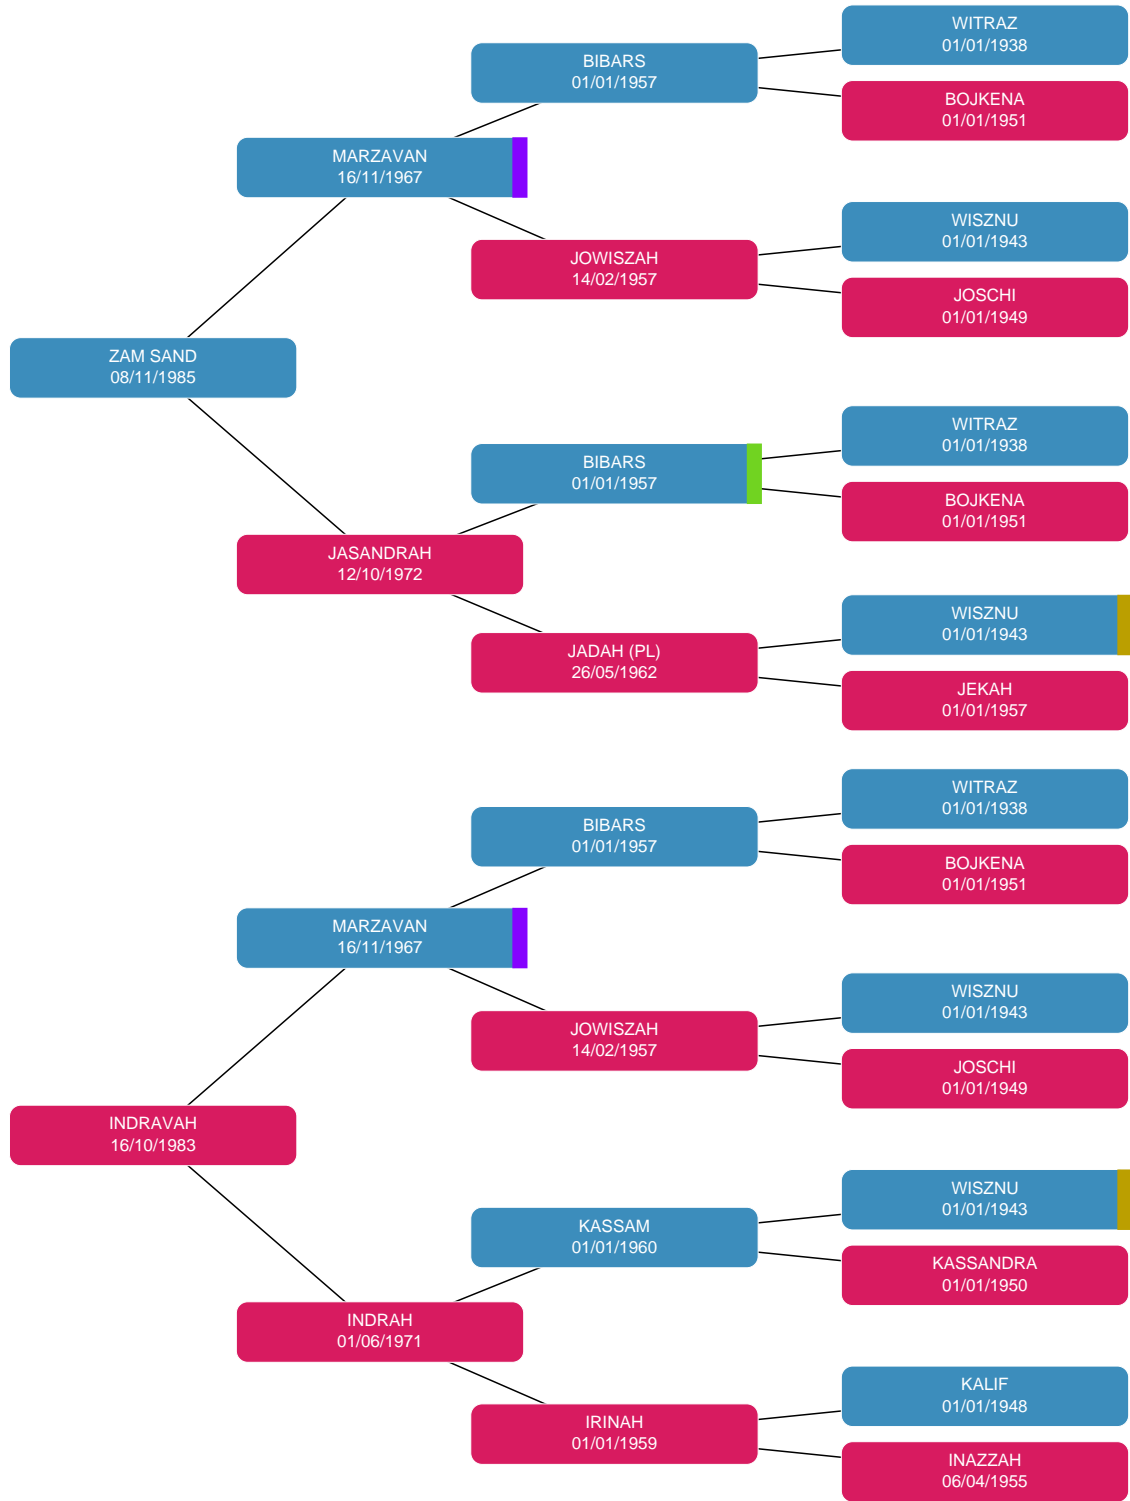 WITRAZ
01/01/1938
BIBARS
01/01/1957
BOJKENA
01/01/1951
MARZAVAN
16/11/1967
WISZNU
01/01/1943
JOWISZAH
14/02/1957
JOSCHI
01/01/1949
ZAM SAND
08/11/1985
WITRAZ
01/01/1938
BIBARS
01/01/1957
BOJKENA
01/01/1951
JASANDRAH
12/10/1972
WISZNU
01/01/1943
JADAH (PL)
26/05/1962
JEKAH
01/01/1957
WITRAZ
01/01/1938
BIBARS
01/01/1957
BOJKENA
01/01/1951
MARZAVAN
16/11/1967
WISZNU
01/01/1943
JOWISZAH
14/02/1957
JOSCHI
01/01/1949
INDRAVAH
16/10/1983
WISZNU
01/01/1943
KASSAM
01/01/1960
KASSANDRA
01/01/1950
INDRAH
01/06/1971
KALIF
01/01/1948
IRINAH
01/01/1959
INAZZAH
06/04/1955